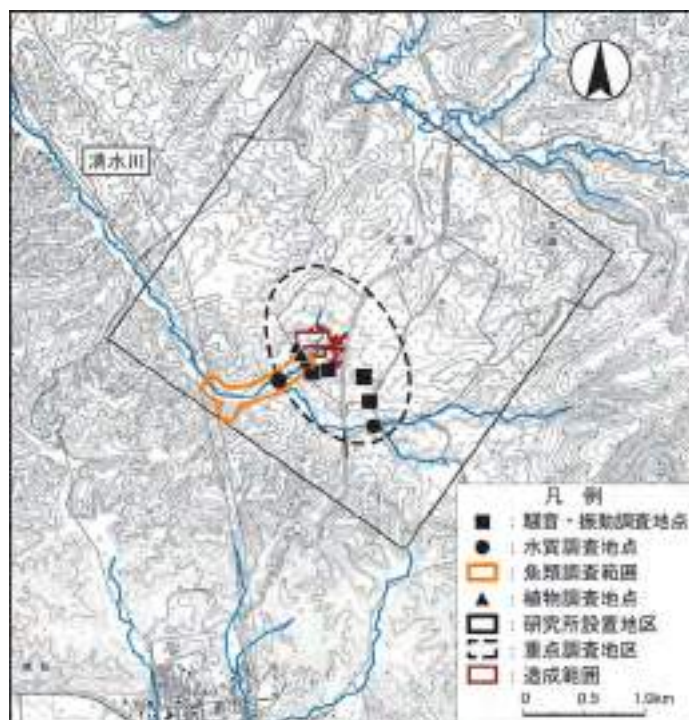 湧水川
凡 例
：騒音・振動調査地点
：水質調査地点
：魚類調査範囲
：植物調査地点
：研究所設置地区
：重点調査地区
：造成範囲
0 0.5 1.0km